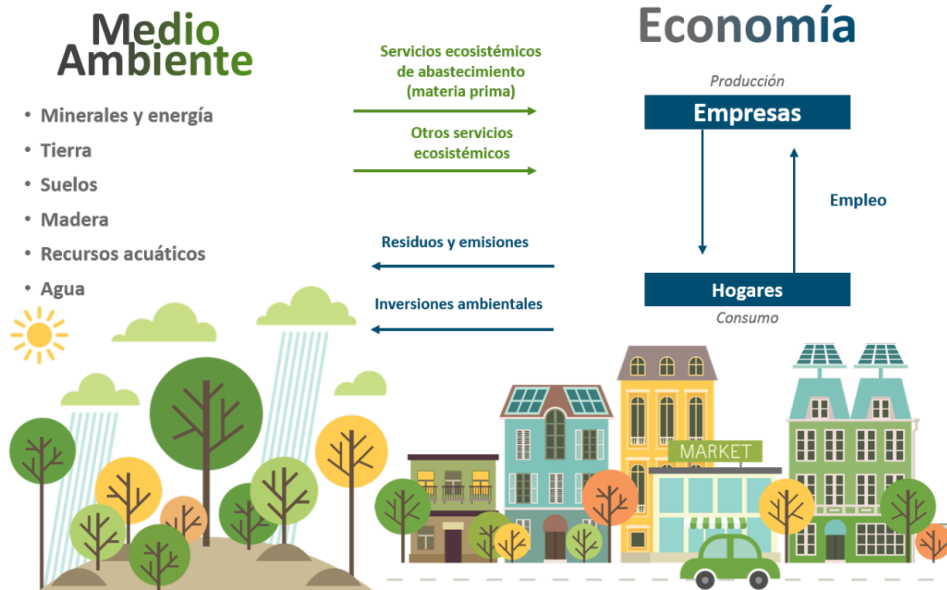 Medio
Ambiente
• Minerales y energía
• Tierra
• Suelos
• Madera
• Recursos acuáticos
• Agua
Servicios ecosistémicos
de abastecimiento
(materia prima)
Otros servicios
ecosistémicos
Residuos y emisiones
Inversiones ambientales
Economía
Producción
Empresas
Empleo
Hogares
Consumo
MARKET